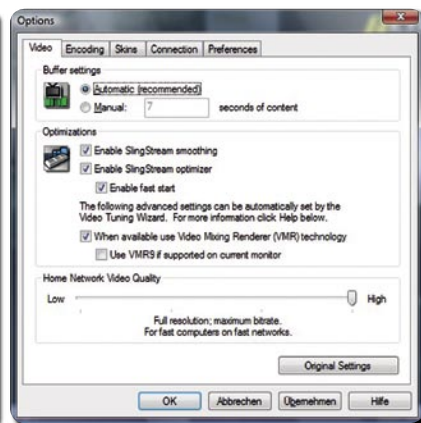 Options
Video Encoding Skins Connection Preferences
Buffer settings
Automatic (recommended)
Manual: 7 seconds of content
Optimizations
Enable SlingStream smoothing
Enable SlingStream optimizer
Enable fast start
The following advanced settings can be automatically set by the
Video Tuning Wizard. For more information click Help below.
When available use Video Mixing Renderer (VMR) technology
Use VMR9 if supported on current monitor
Home Network Video Quality
Low High
Full resolution; maximum bitrate.
For fast computers on fast networks.
Original Settings
OK Abbrechen Übernehmen Hilfe